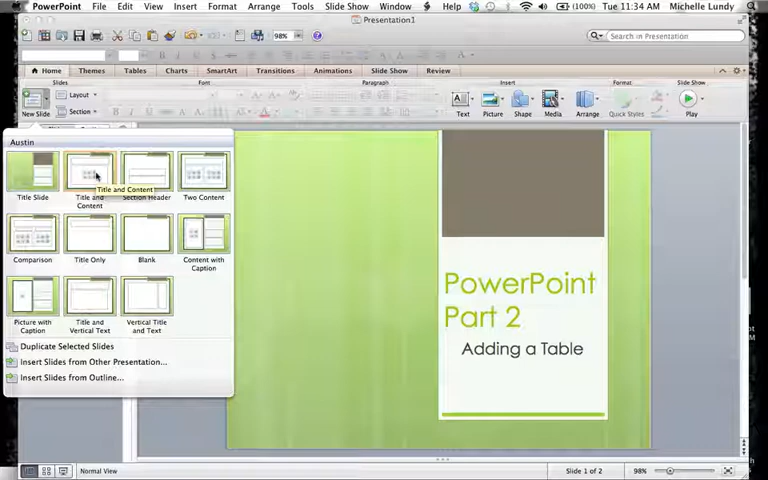 PowerPoint File Edit View Insert Format Arrange Tools Slide Show Window Help (100%) Tue 11:34 AM Michelle Lundy
Presentation1
98% Search in Presentation
Home Themes Tables Charts SmartArt Transitions Animations Slide Show Review
Slides Font Paragraph Insert Format Slide Show
New Slide Layout Section Text Picture Shape Media Arrange Quick Styles Play
Austin
Title Slide Title and Content Section Header Two Content
Title and Content
Comparison Title Only Blank Content with Caption
Picture with Caption Title and Vertical Text Vertical Title and Text
Duplicate Selected Slides
Insert Slides from Other Presentation...
Insert Slides from Outline...
PowerPoint
Part 2
Adding a Table
Normal View Slide 1 of 2 98%